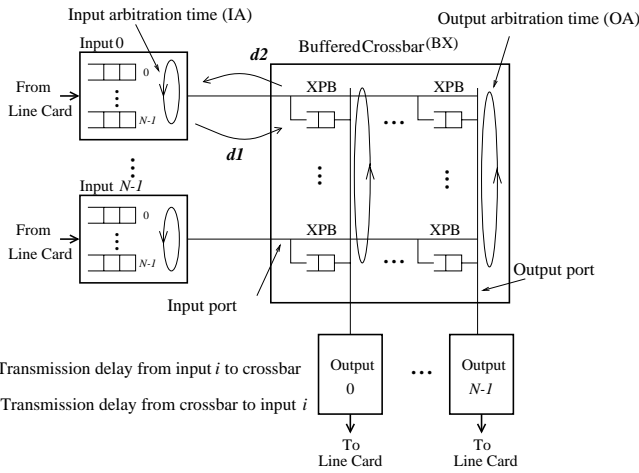 Input arbitration time (IA)
Output arbitration time (OA)
Input 0
Buffered Crossbar (BX)
d2
XPB
XPB
From
Line Card
0
N-1
d1
Input N-1
From
Line Card
0
N-1
XPB
XPB
Input port
Output port
Transmission delay from input i to crossbar
Transmission delay from crossbar to input i
Output
0
Output
N-1
To
Line Card
To
Line Card